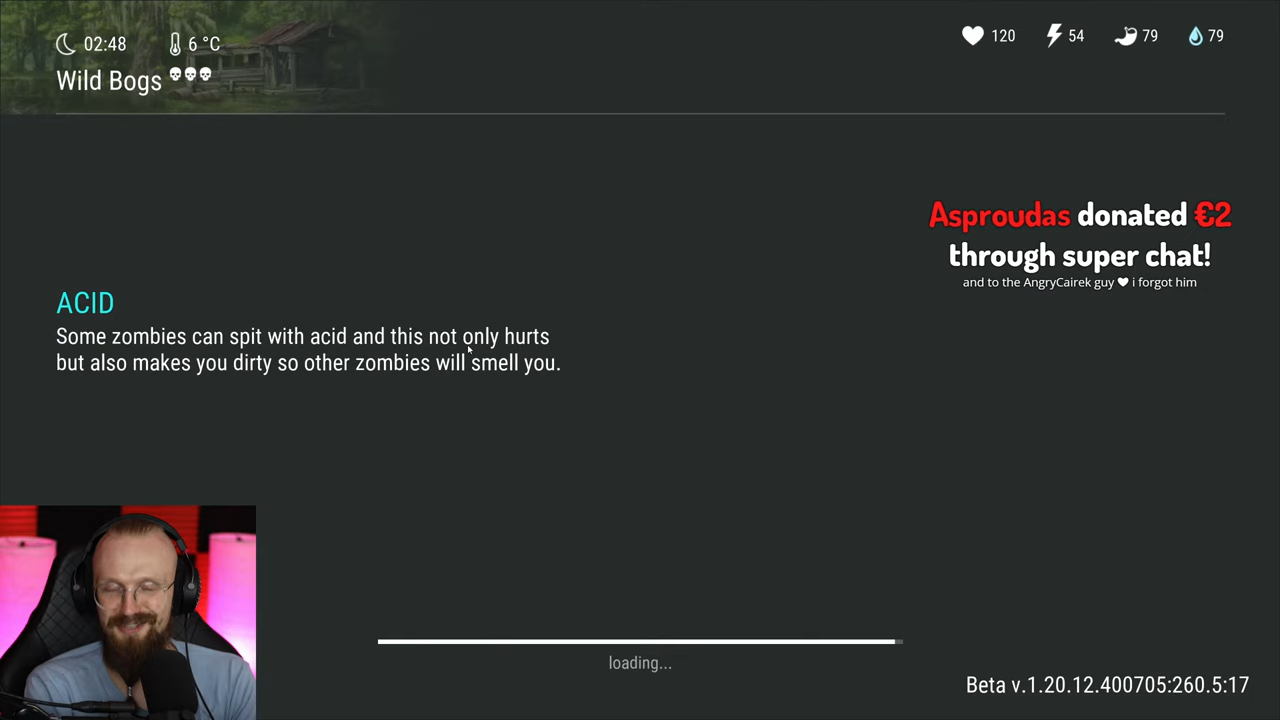 02:48 6 °C
120 54 79 79
Wild Bogs
Asproudas donated €2
through super chat!
and to the AngryCairek guy ❤ i forgot him
ACID
Some zombies can spit with acid and this not only hurts
but also makes you dirty so other zombies will smell you.
loading...
Beta v.1.20.12.400705:260.5:17